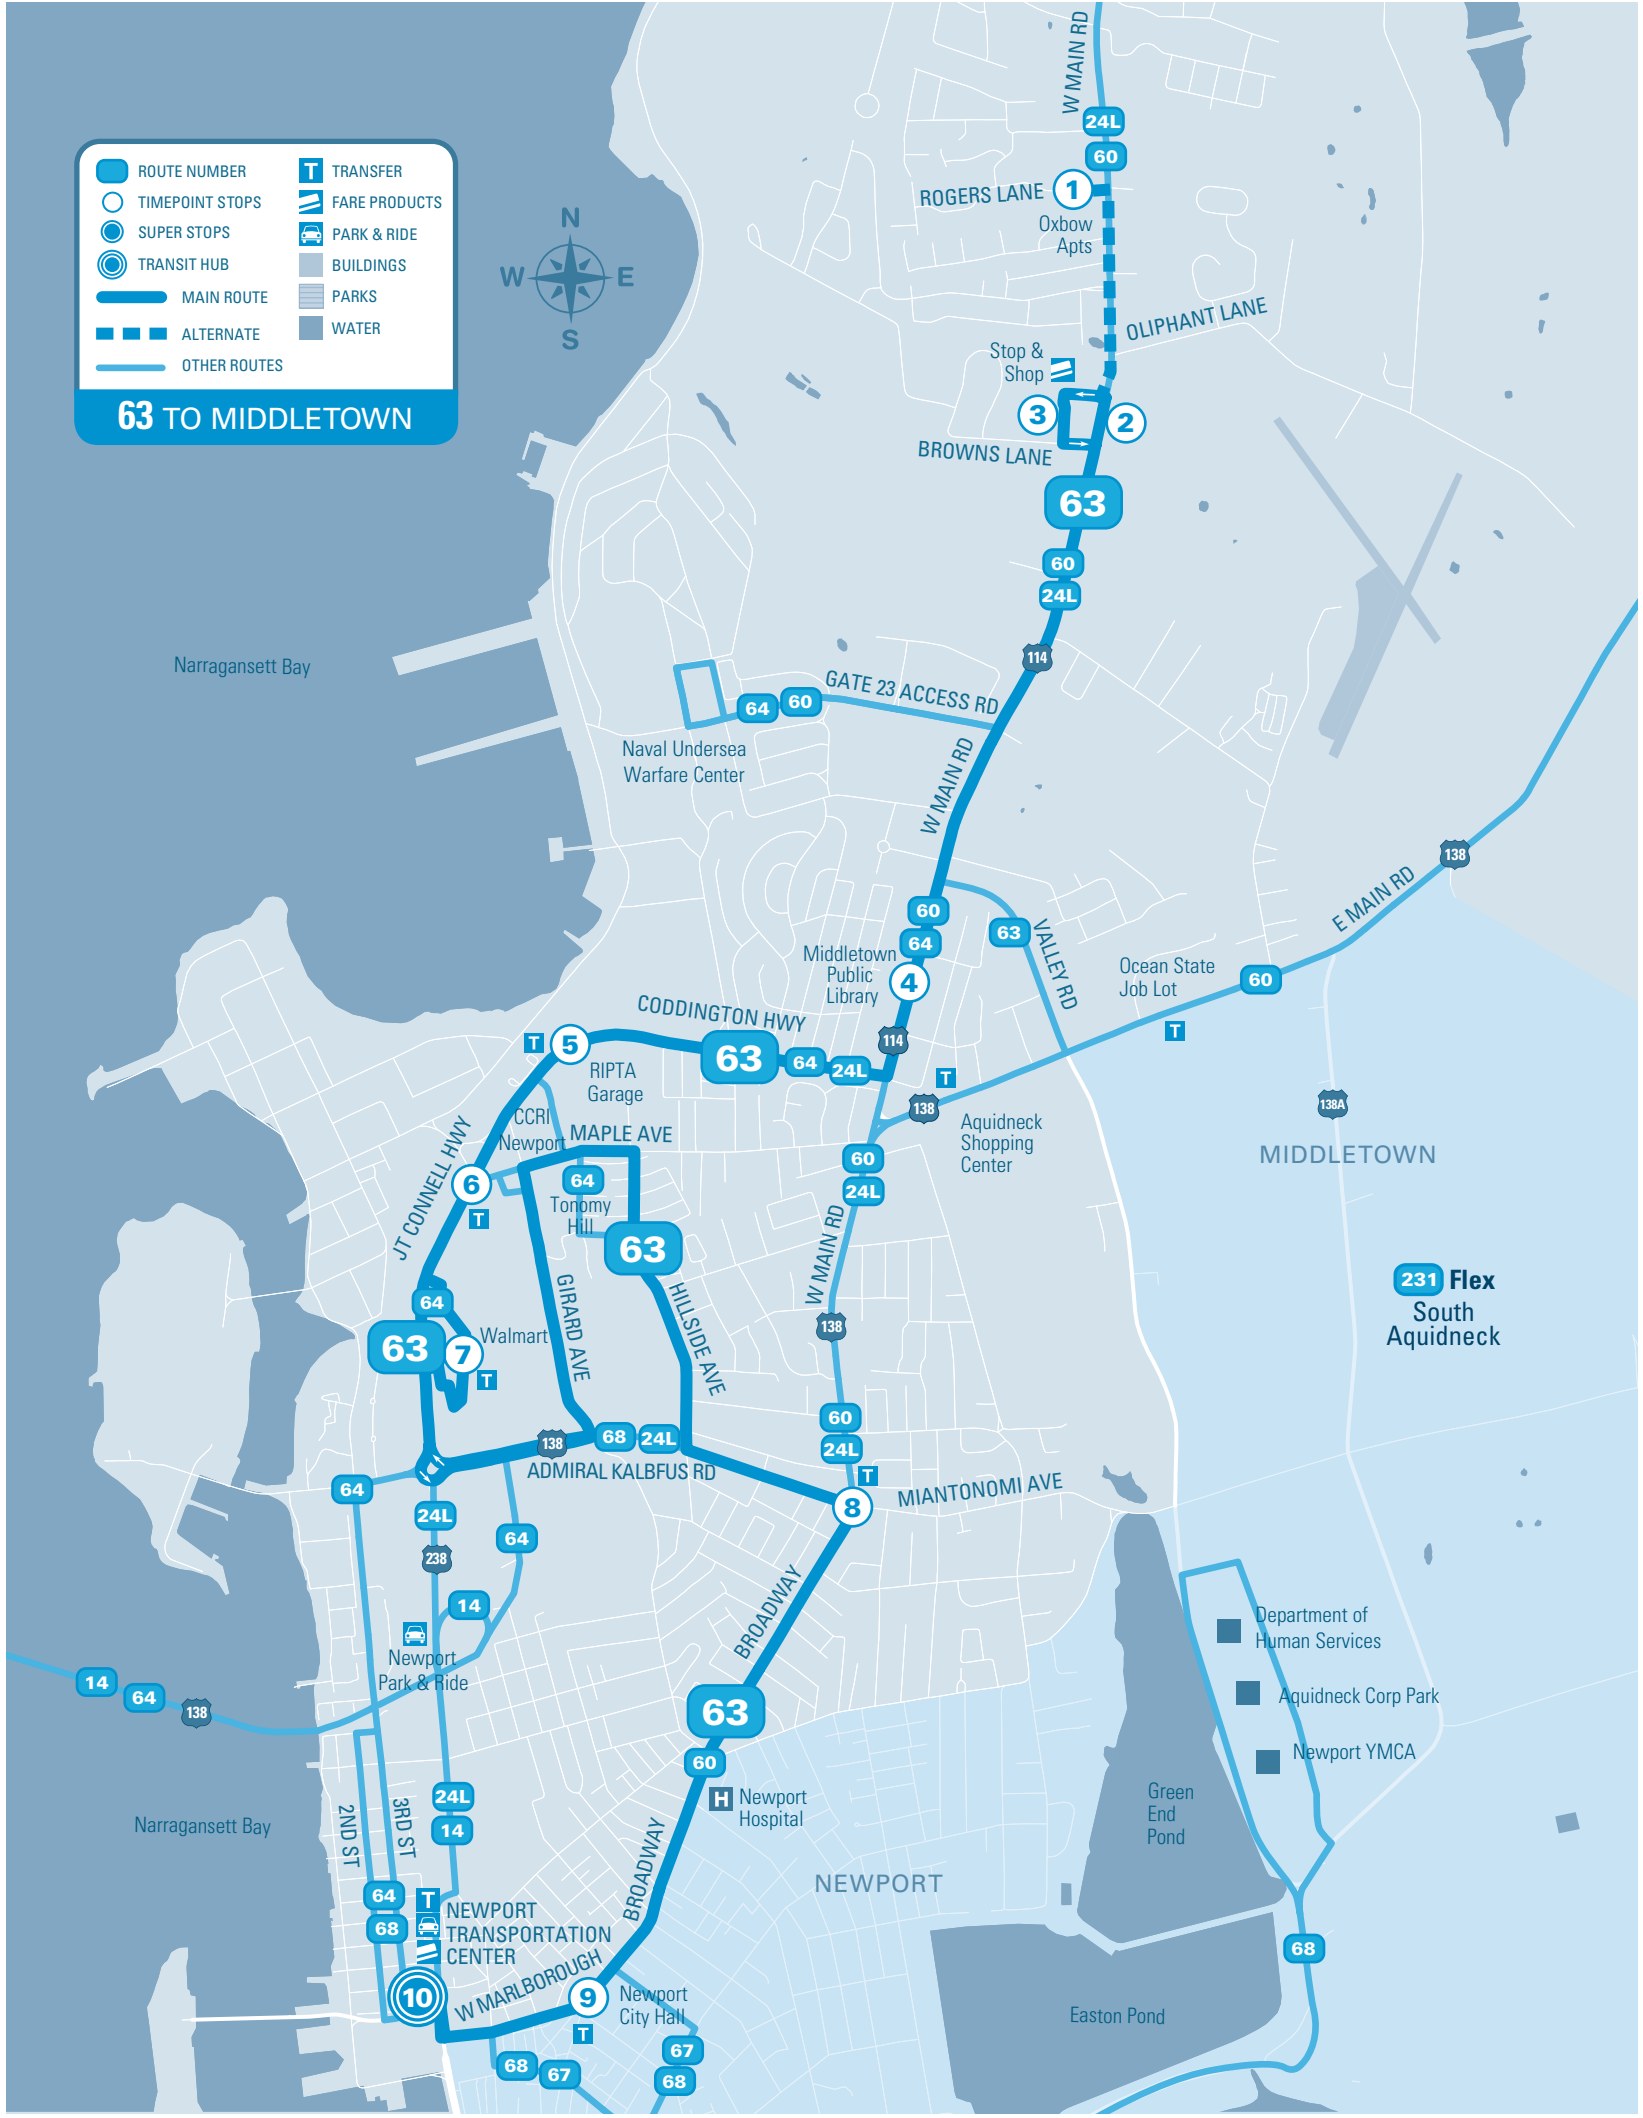 W MAIN RD
24L
60
ROUTE NUMBER
TIMEPOINT STOPS
SUPER STOPS
TRANSIT HUB
MAIN ROUTE
ALTERNATE
OTHER ROUTES
T TRANSFER
FARE PRODUCTS
PARK & RIDE
BUILDINGS
PARKS
WATER
63 TO MIDDLETOWN
N
W E
S
ROGERS LANE
1
Oxbow
Apts
OLIPHANT LANE
Stop &
Shop
3
2
BROWNS LANE
63
60
24L
114
Narragansett Bay
GATE 23 ACCESS RD
64
60
Naval Undersea
Warfare Center
W MAIN RD
138
E MAIN RD
60
64
63
VALLEY RD
Middletown
Public
Library
4
Ocean State
Job Lot
60
T
CODDINGTON HWY
114
T
5
63
64
24L
RIPTA
Garage
T
138
138A
Aquidneck
Shopping
Center
CCRI
Newport
MAPLE AVE
MIDDLETOWN
JT CONNELL HWY
6
T
64
Tonomy
Hill
60
24L
63
W MAIN RD
231 Flex
South
Aquidneck
GIRARD AVE
HILLSIDE AVE
64
63
7
Walmart
T
138
138
68
24L
60
24L
ADMIRAL KALBFUS RD
T
8
MIANTONOMI AVE
64
24L
64
238
14
BROADWAY
Newport
Park & Ride
Department of
Human Services
Aquidneck Corp Park
Newport YMCA
14
64
138
63
60
H Newport
Hospital
Green
End
Pond
24L
14
2ND ST
3RD ST
Narragansett Bay
BROADWAY
NEWPORT
64
68
T
NEWPORT
TRANSPORTATION
CENTER
68
10
W MARLBOROUGH
9
Newport
City Hall
T
Easton Pond
68
67
67
68